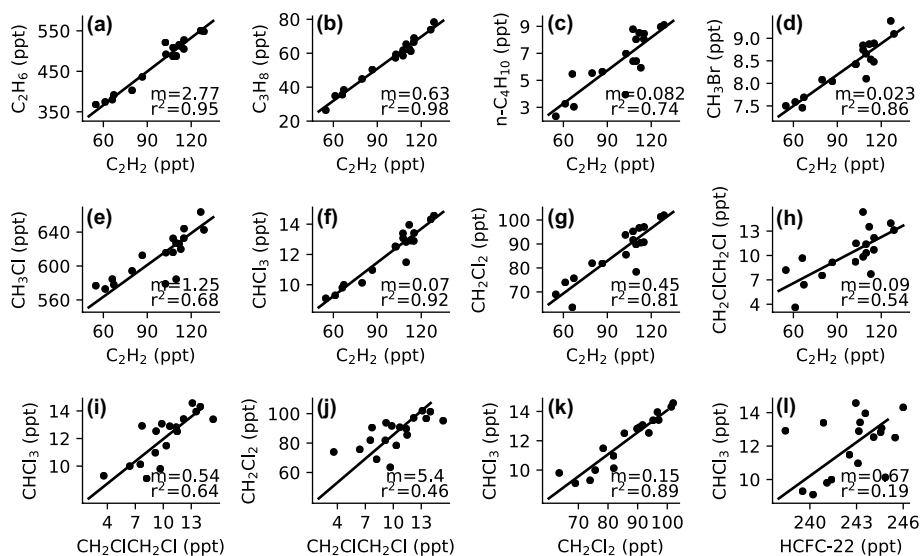 (a)
C₂H₆ (ppt)
550
450
350
60 90 120
C₂H₂ (ppt)
m=2.77
r²=0.95
(b)
C₃H₈ (ppt)
80
60
40
20
60 90 120
C₂H₂ (ppt)
m=0.63
r²=0.98
(c)
n-C₄H₁₀ (ppt)
9
8
6
5
3
60 90 120
C₂H₂ (ppt)
m=0.082
r²=0.74
(d)
CH₃Br (ppt)
9.0
8.5
8.0
7.5
60 90 120
C₂H₂ (ppt)
m=0.023
r²=0.86
(e)
CH₃Cl (ppt)
640
600
560
60 90 120
C₂H₂ (ppt)
m=1.25
r²=0.68
(f)
CHCl₃ (ppt)
14
12
10
60 90 120
C₂H₂ (ppt)
m=0.07
r²=0.92
(g)
CH₂Cl₂ (ppt)
100
90
80
70
60 90 120
C₂H₂ (ppt)
m=0.45
r²=0.81
(h)
CH₂ClCH₂Cl (ppt)
15
12
9
6
3
60 90 120
C₂H₂ (ppt)
m=0.09
r²=0.54
(i)
CHCl₃ (ppt)
14
12
10
4 7 10 13
CH₂ClCH₂Cl (ppt)
m=0.54
r²=0.64
(j)
CH₂Cl₂ (ppt)
100
80
60
4 7 10 13
CH₂ClCH₂Cl (ppt)
m=5.4
r²=0.46
(k)
CHCl₃ (ppt)
14
12
10
60 70 80 90 100
CH₂Cl₂ (ppt)
m=0.15
r²=0.89
(l)
CHCl₃ (ppt)
14
12
10
240 243 246
HCFC-22 (ppt)
m=0.67
r²=0.19